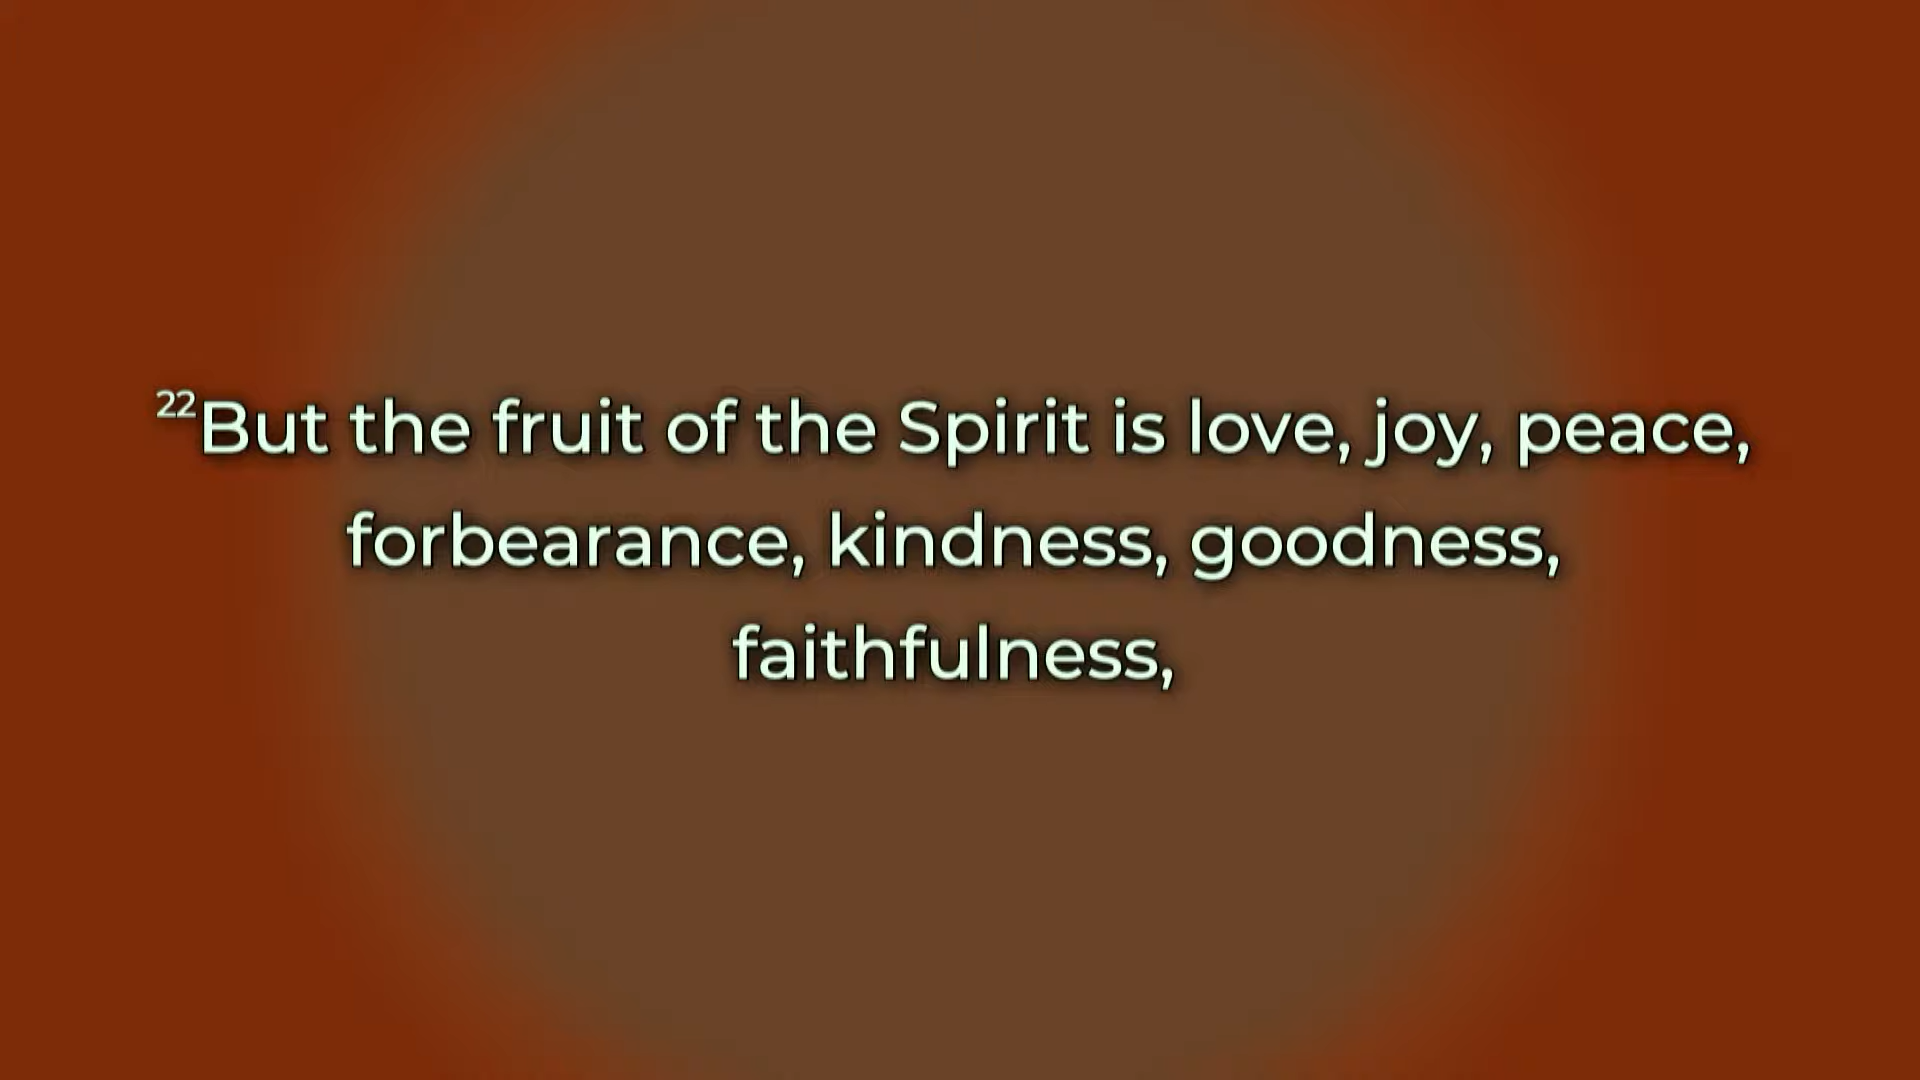 22But the fruit of the Spirit is love, joy, peace,
forbearance, kindness, goodness,
faithfulness,